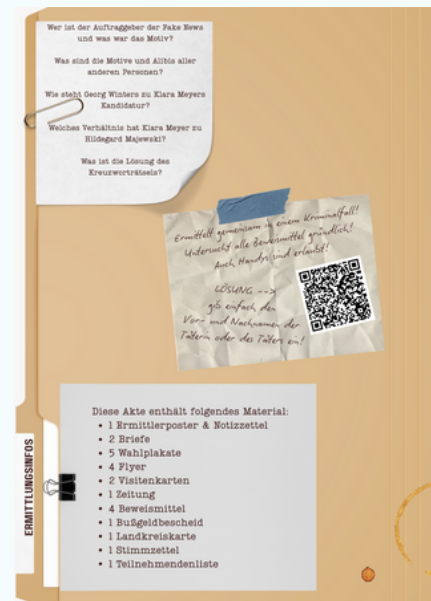 Wer ist der Auftraggeber der Fake News
und was war das Motiv?
Was sind die Motive und Alibis aller
anderen Personen?
Wie steht Georg Winters zu Klara Meyers
Kandidatur?
Welches Verhältnis hat Klara Meyer zu
Hildegard Majewski?
Was ist die Lösung des
Kreuzworträtsels?
Ermittelt gemeinsam in einem Kriminalfall!
Untersucht alle Beweismittel gründlich!
Auch Handys sind erlaubt!
LÖSUNG -->
gib einfach den
Vor- und Nachnamen der
Täterin oder des Täters ein!
ERMITTLUNGSINFOS
Diese Akte enthält folgendes Material:
• 1 Ermittlerposter & Notizzettel
• 2 Briefe
• 5 Wahlplakate
• 4 Flyer
• 2 Visitenkarten
• 1 Zeitung
• 4 Beweismittel
• 1 Bußgeldbescheid
• 1 Landkreiskarte
• 1 Stimmzettel
• 1 Teilnehmendenliste